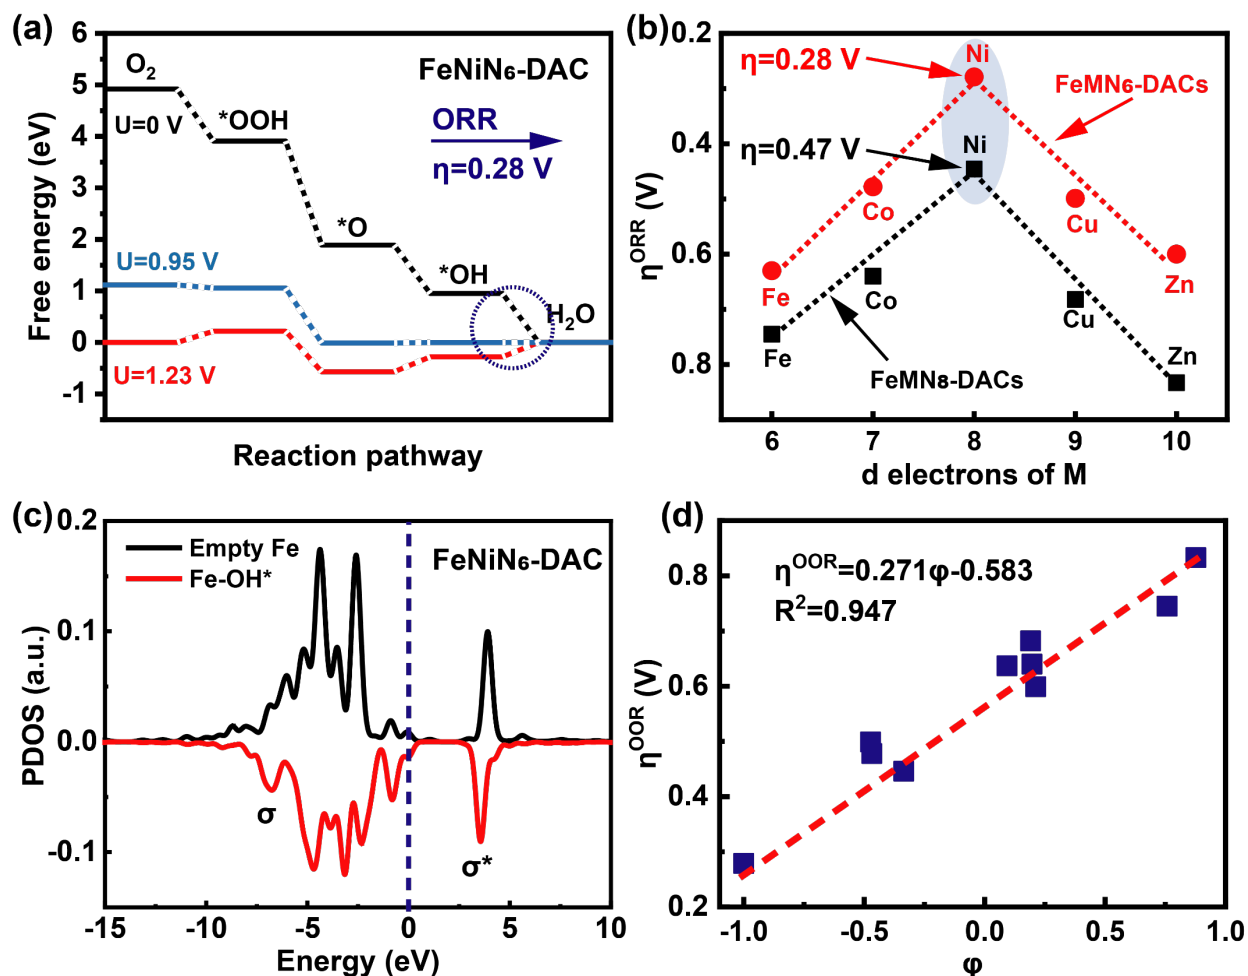 (a)
6
5
4
3
2
1
0
-1
Free energy (eV)
O₂
U=0 V
*OOH
*O
*OH
H₂O
U=0.95 V
U=1.23 V
FeNiN₆-DAC
ORR
η=0.28 V
Reaction pathway
(b)
0.2
0.4
0.6
0.8
η^ORR (V)
η=0.28 V
Ni
FeMN₆-DACs
η=0.47 V
Ni
Co
Cu
Fe
Zn
Co
Cu
Fe
Zn
FeMN₈-DACs
6 7 8 9 10
d electrons of M
(c)
0.2
0.1
0.0
-0.1
PDOS (a.u.)
Empty Fe
Fe-OH*
FeNiN₆-DAC
σ
σ*
-15 -10 -5 0 5 10
Energy (eV)
(d)
0.8
0.6
0.4
0.2
η^OOR (V)
η^OOR=0.271φ-0.583
R²=0.947
-1.0 -0.5 0.0 0.5 1.0
φ